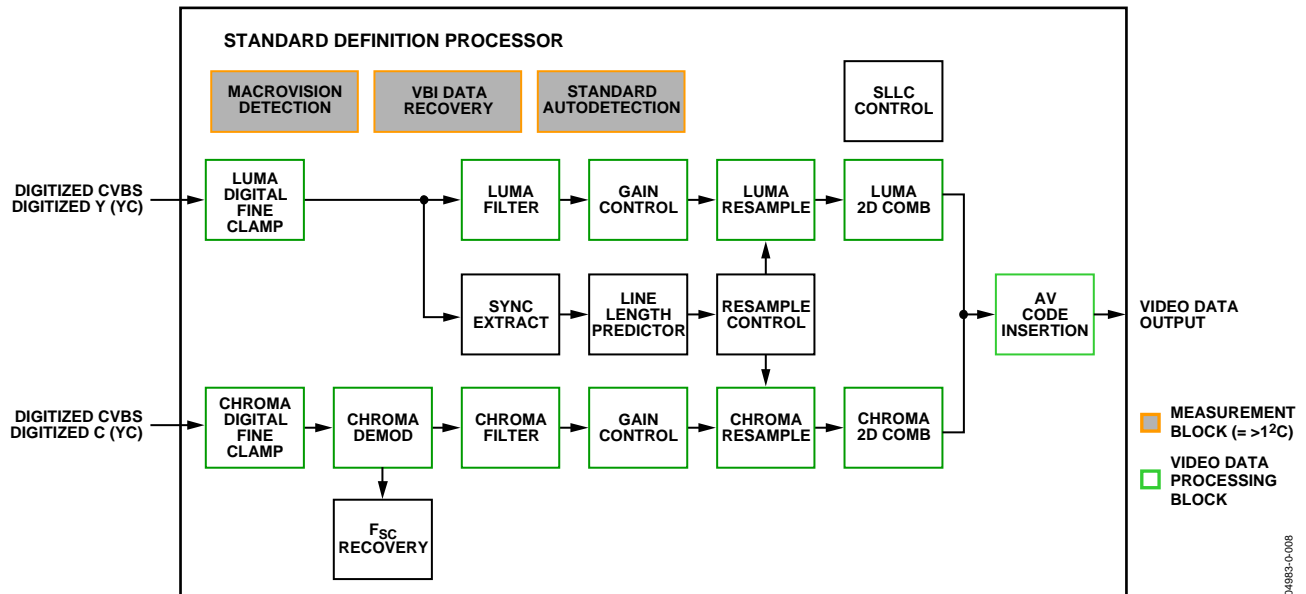 STANDARD DEFINITION PROCESSOR
MACROVISION
DETECTION
VBI DATA
RECOVERY
STANDARD
AUTODETECTION
SLLC
CONTROL
DIGITIZED CVBS
DIGITIZED Y (YC)
LUMA
DIGITAL
FINE
CLAMP
LUMA
FILTER
GAIN
CONTROL
LUMA
RESAMPLE
LUMA
2D COMB
SYNC
EXTRACT
LINE
LENGTH
PREDICTOR
RESAMPLE
CONTROL
AV
CODE
INSERTION
VIDEO DATA
OUTPUT
DIGITIZED CVBS
DIGITIZED C (YC)
CHROMA
DIGITAL
FINE
CLAMP
CHROMA
DEMOD
CHROMA
FILTER
GAIN
CONTROL
CHROMA
RESAMPLE
CHROMA
2D COMB
FSC
RECOVERY
MEASUREMENT
BLOCK (= >1²C)
VIDEO DATA
PROCESSING
BLOCK
04983-0-008